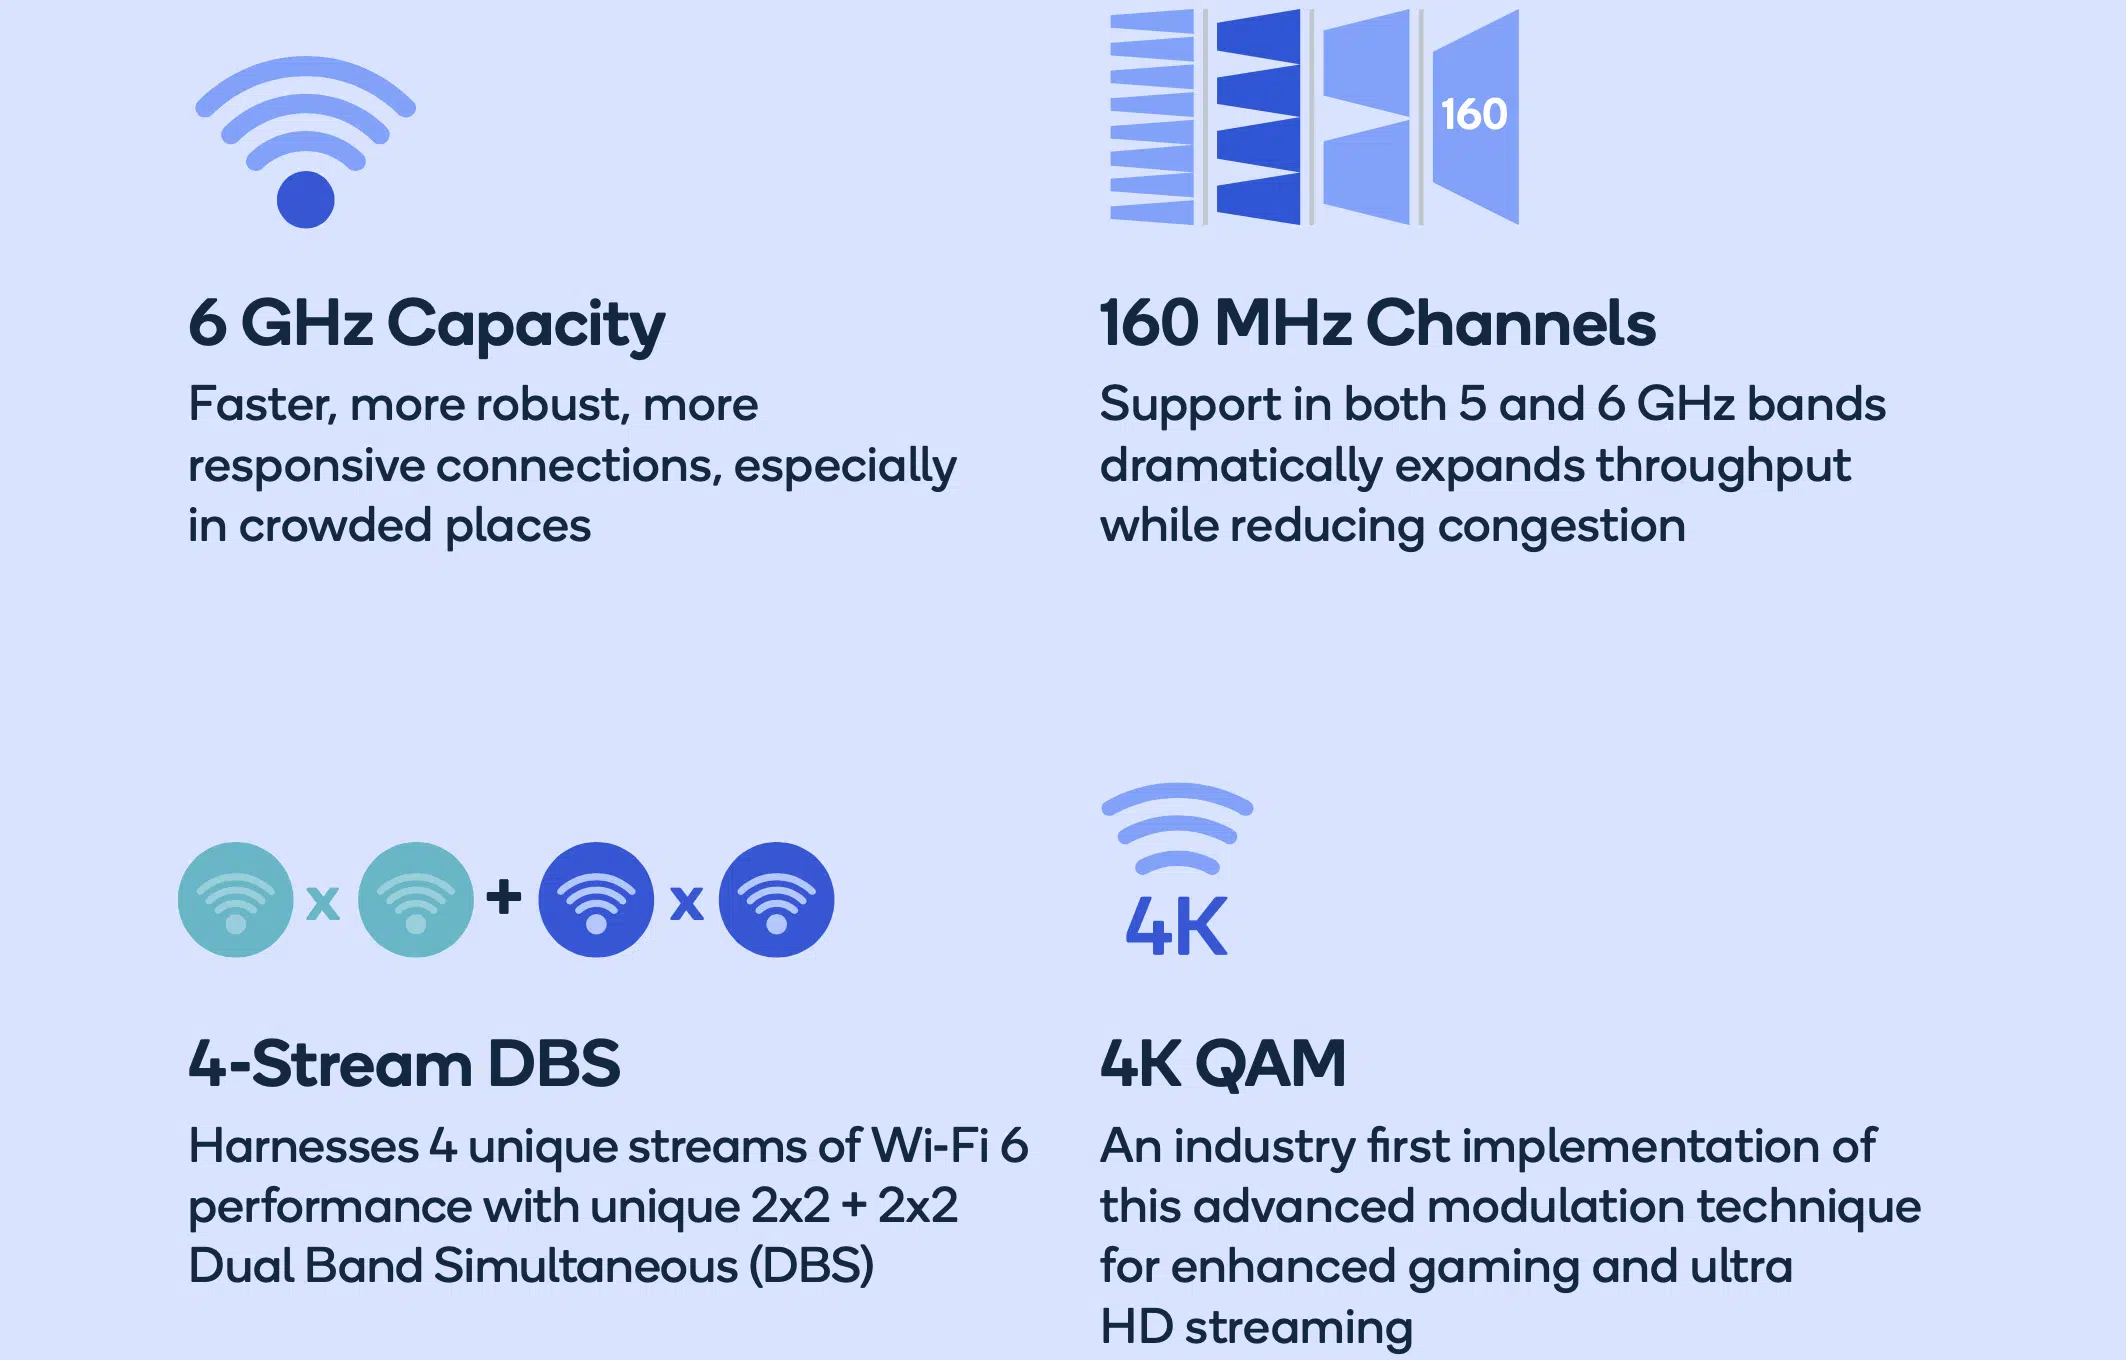 6 GHz Capacity
Faster, more robust, more
responsive connections, especially
in crowded places
160
160 MHz Channels
Support in both 5 and 6 GHz bands
dramatically expands throughput
while reducing congestion
x + x
4-Stream DBS
Harnesses 4 unique streams of Wi-Fi 6
performance with unique 2x2 + 2x2
Dual Band Simultaneous (DBS)
4K
4K QAM
An industry first implementation of
this advanced modulation technique
for enhanced gaming and ultra
HD streaming